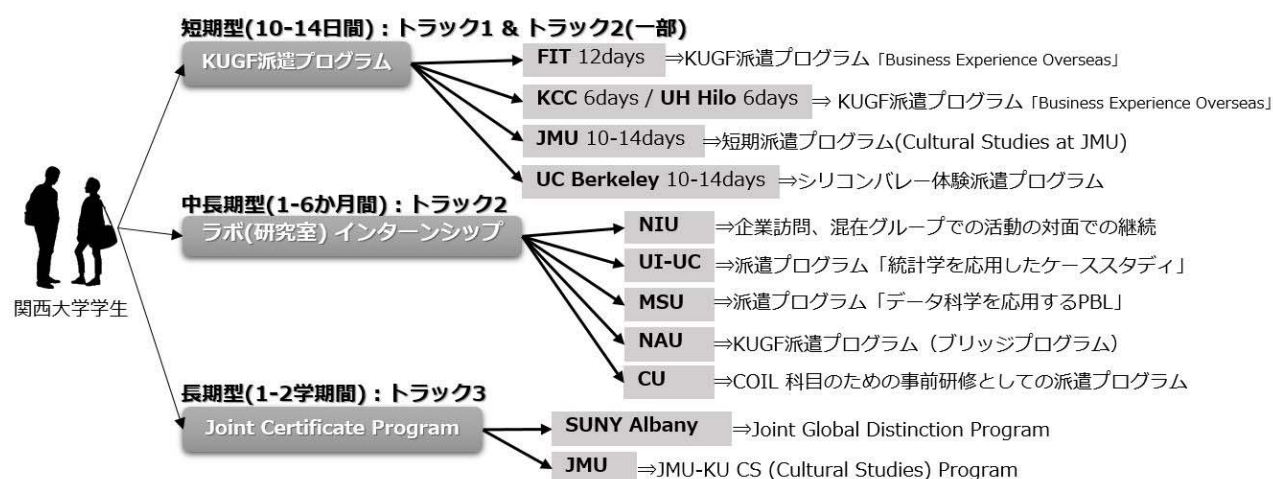 短期型(10-14日間)：トラック1 & トラック2(一部)
KUGF派遣プログラム
FIT 12days ⇒KUGF派遣プログラム「Business Experience Overseas」
KCC 6days / UH Hilo 6days ⇒ KUGF派遣プログラム「Business Experience Overseas」
JMU 10-14days ⇒短期派遣プログラム(Cultural Studies at JMU)
UC Berkeley 10-14days ⇒シリコンバレー体験派遣プログラム
中長期型(1-6か月間)：トラック2
ラボ(研究室) インターンシップ
NIU ⇒企業訪問、混在グループでの活動の対面での継続
UI-UC ⇒派遣プログラム「統計学を応用したケーススタディ」
MSU ⇒派遣プログラム「データ科学を応用するPBL」
NAU ⇒KUGF派遣プログラム（ブリッジプログラム）
CU ⇒COIL 科目のための事前研修としての派遣プログラム
関西大学学生
長期型(1-2学期間)：トラック3
Joint Certificate Program
SUNY Albany ⇒Joint Global Distinction Program
JMU ⇒JMU-KU CS (Cultural Studies) Program